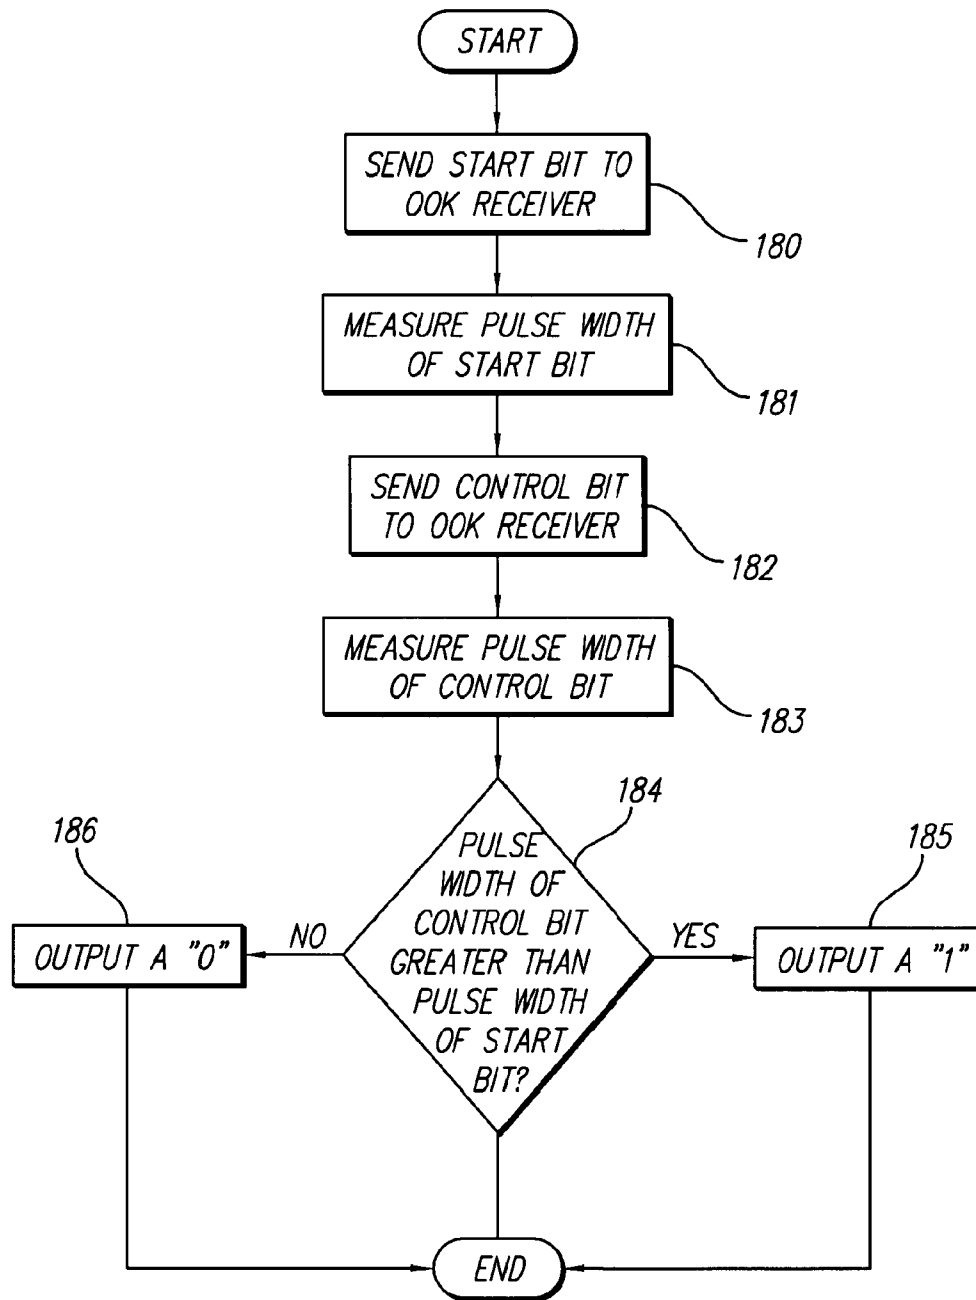 START
SEND START BIT TO
OOK RECEIVER
180
MEASURE PULSE WIDTH
OF START BIT
181
SEND CONTROL BIT
TO OOK RECEIVER
182
MEASURE PULSE WIDTH
OF CONTROL BIT
183
184
PULSE
WIDTH OF
CONTROL BIT
GREATER THAN
PULSE WIDTH
OF START
BIT?
186
NO
OUTPUT A "0"
185
YES
OUTPUT A "1"
END